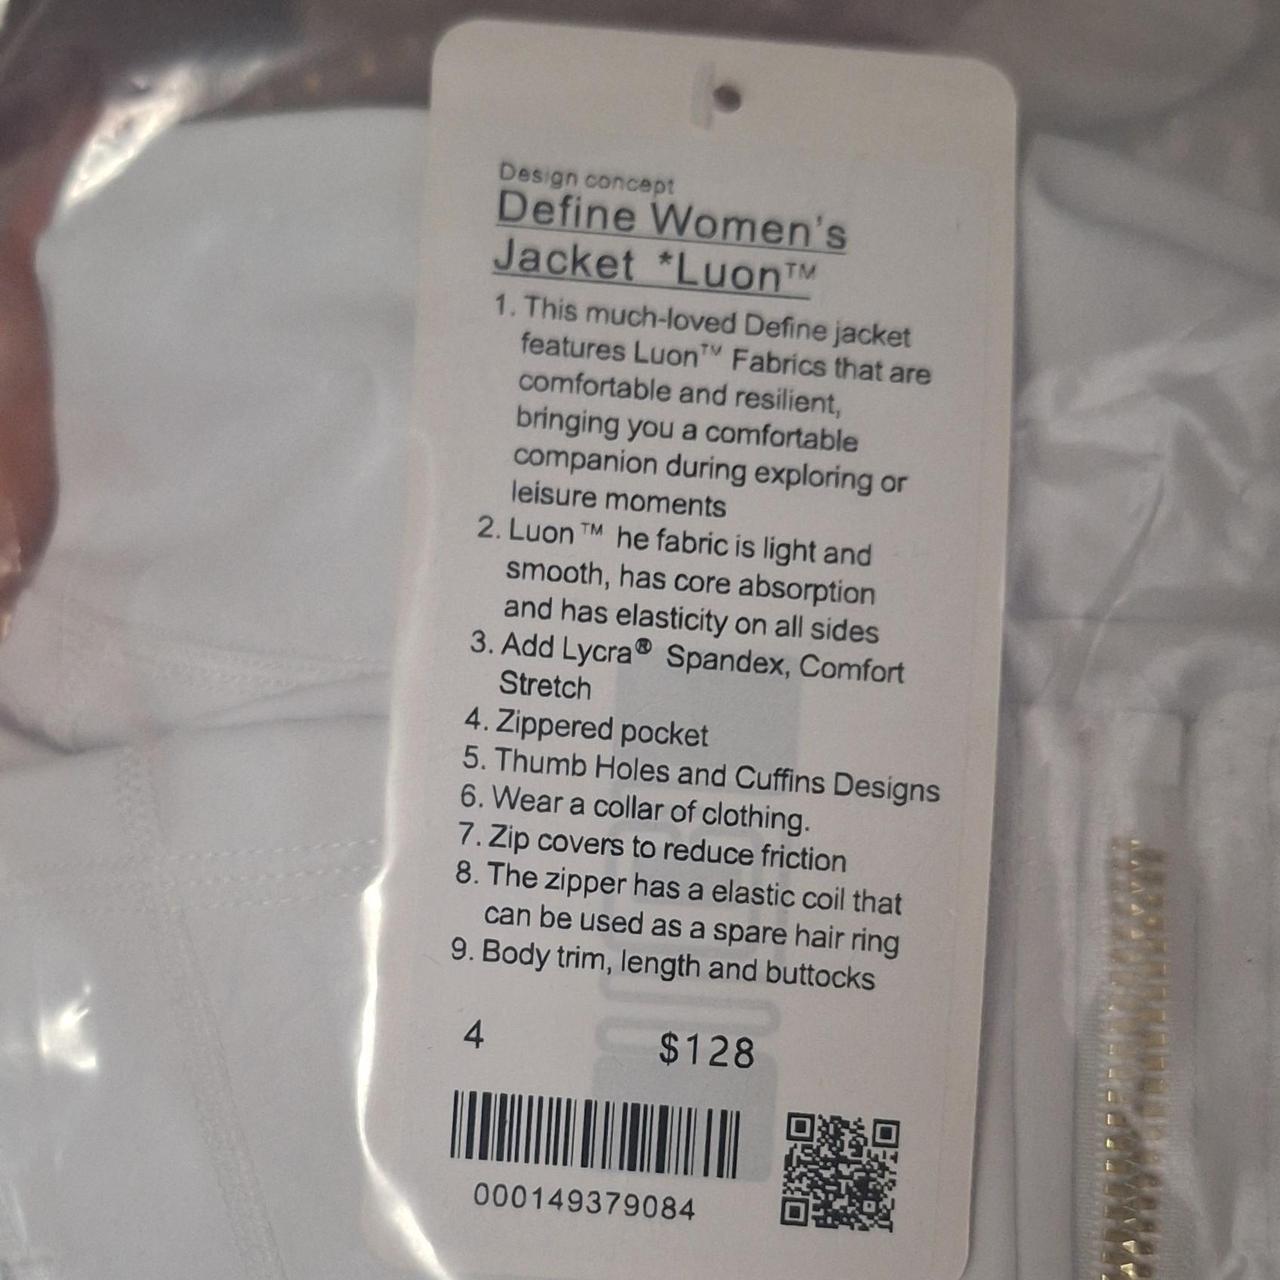 Design concept
Define Women's
Jacket *Luon™
1. This much-loved Define jacket
features Luon™ Fabrics that are
comfortable and resilient,
bringing you a comfortable
companion during exploring or
leisure moments
2. Luon™ he fabric is light and
smooth, has core absorption
and has elasticity on all sides
3. Add Lycra® Spandex, Comfort
Stretch
4. Zippered pocket
5. Thumb Holes and Cuffins Designs
6. Wear a collar of clothing.
7. Zip covers to reduce friction
8. The zipper has a elastic coil that
can be used as a spare hair ring
9. Body trim, length and buttocks
4 $128
000149379084